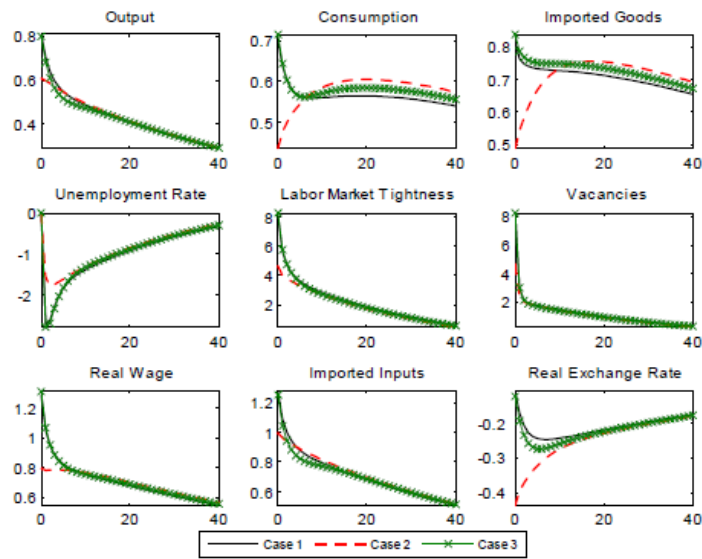 Output Consumption Imported Goods
0.8 0.7 0.8
0.6 0.6 0.7
0.4 0.5 0.6
0.5
0 20 40 0 20 40 0 20 40
Unemployment Rate Labor Market Tightness Vacancies
0 8 8
-1 6 6
-2 4 4
2 2
0 20 40 0 20 40 0 20 40
Real Wage Imported Inputs Real Exchange Rate
1.2 1.2 -0.2
1 1 -0.3
0.8 0.8 -0.4
0.6 0.6
0 20 40 0 20 40 0 20 40
Case 1 Case 2 Case 3